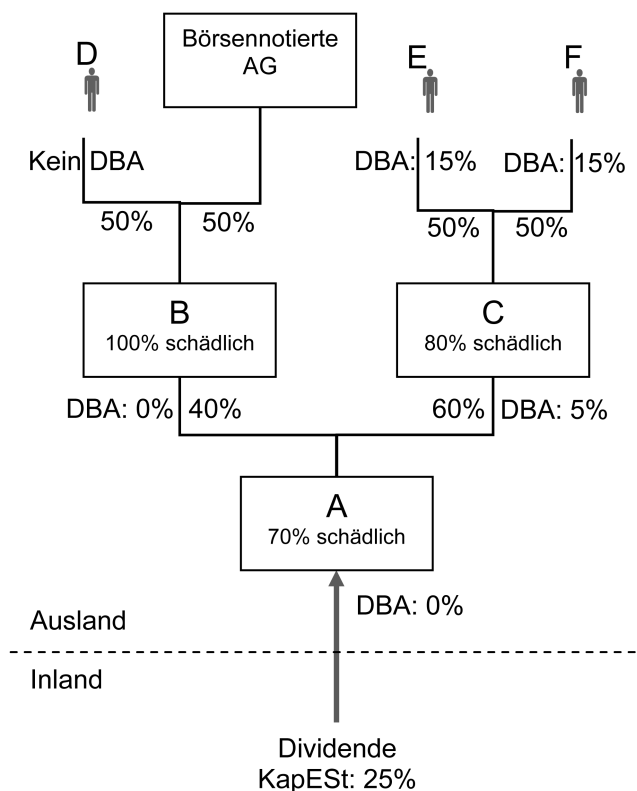 D
Börsennotierte
AG
E
F
Kein DBA
DBA: 15%
DBA: 15%
50%
50%
50%
50%
B
100% schädlich
C
80% schädlich
DBA: 0%
40%
60%
DBA: 5%
A
70% schädlich
DBA: 0%
Ausland
Inland
Dividende
KapESt: 25%